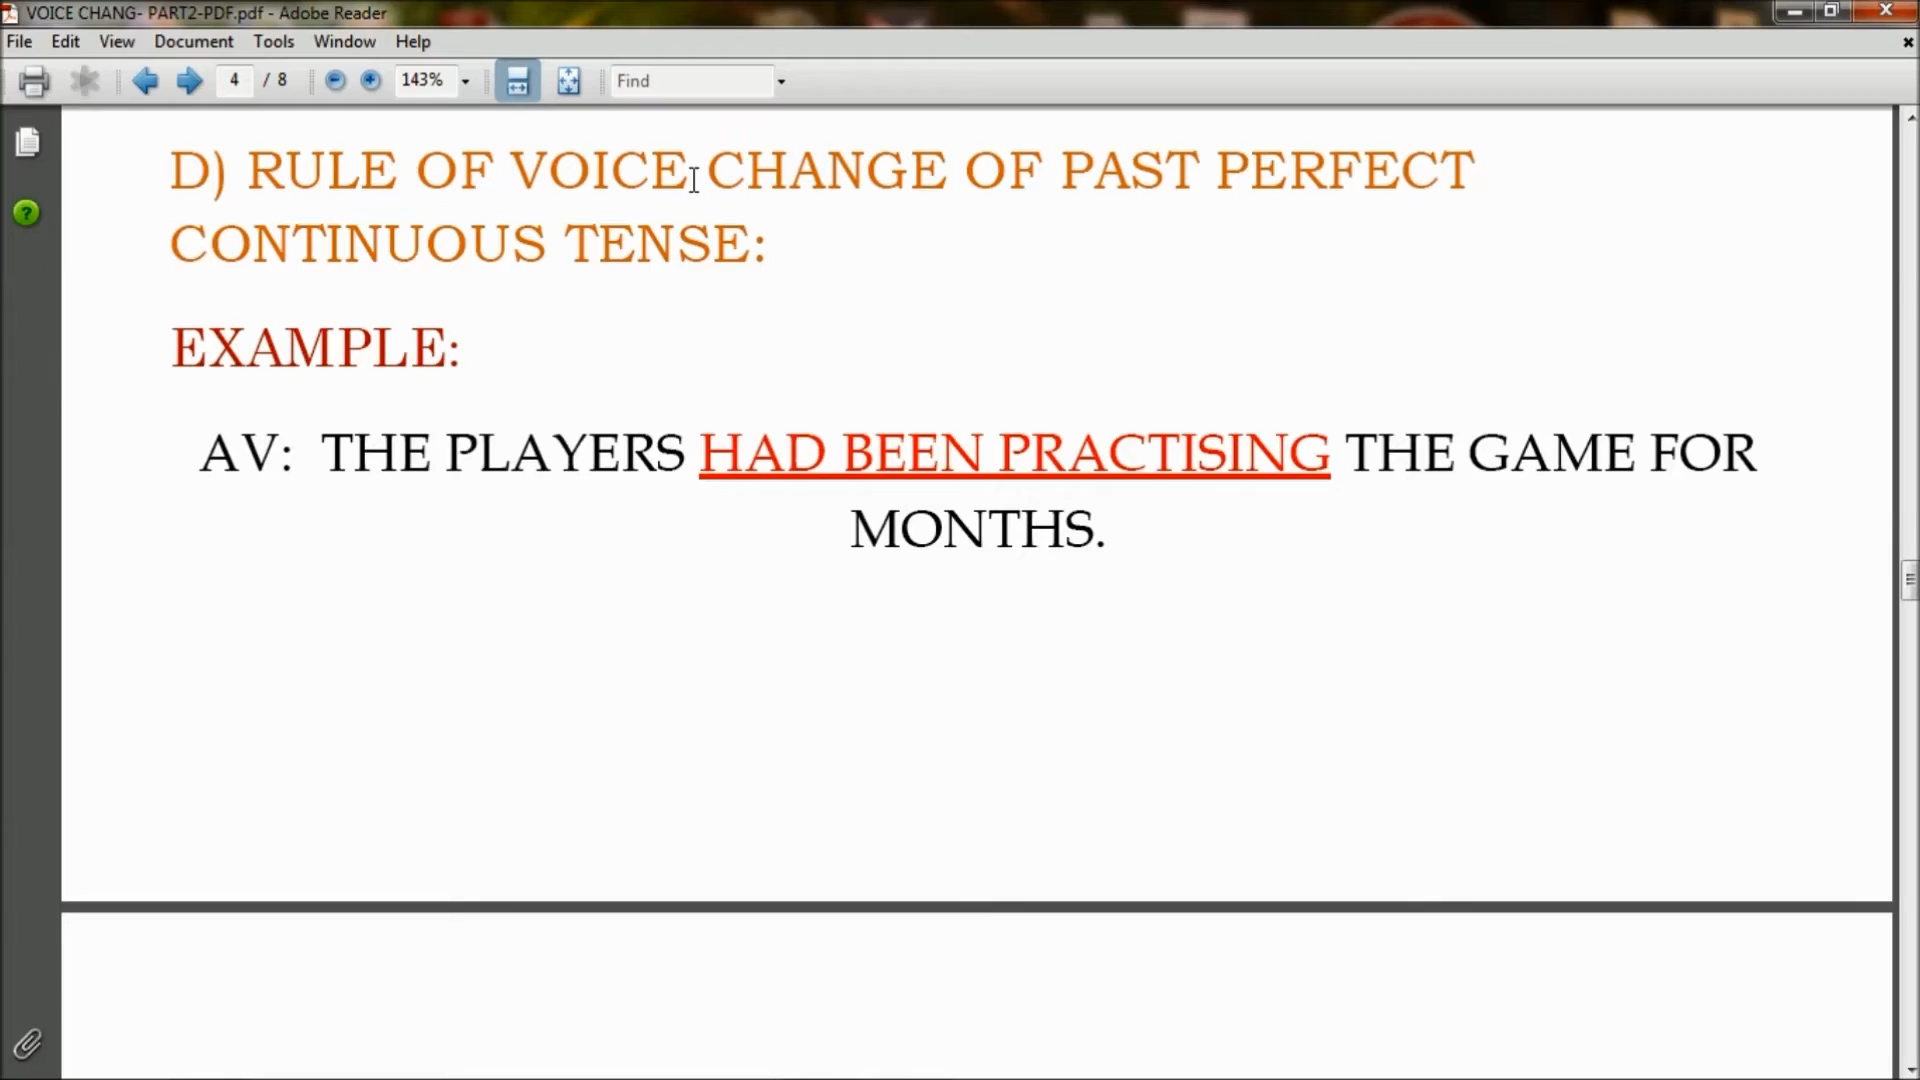 VOICE CHANG- PART2-PDF.pdf - Adobe Reader
File Edit View Document Tools Window Help
4 / 8 143% Find
D) RULE OF VOICE CHANGE OF PAST PERFECT
CONTINUOUS TENSE:
EXAMPLE:
AV: THE PLAYERS HAD BEEN PRACTISING THE GAME FOR
MONTHS.